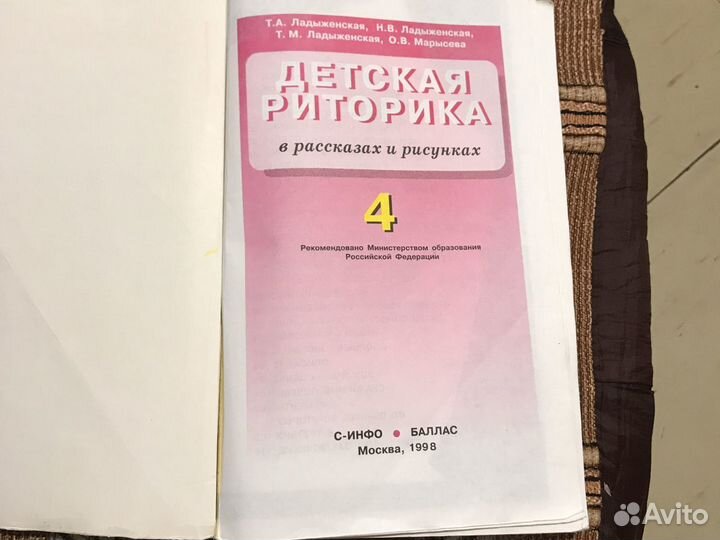 Т.А. Ладыженская, Н.В. Ладыженская,
Т.М. Ладыженская, О.В. Марысева
ДЕТСКАЯ
РИТОРИКА
в рассказах и рисунках
4
Рекомендовано Министерством образования
Российской Федерации
С-ИНФО • БАЛЛАС
Москва, 1998
Avito